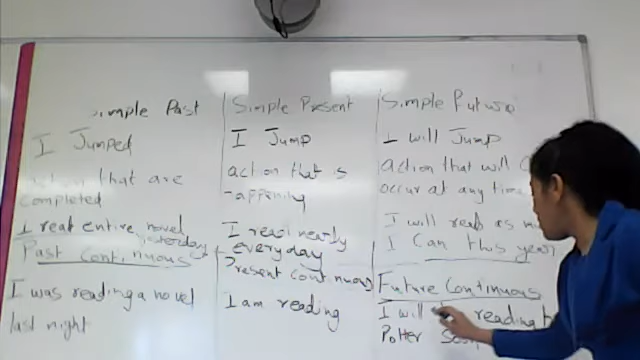 Simple Past
I Jumped
that are
completed
I read entire novel
yesterday
Past Continuous
I was reading a novel
last night
Simple Present
I Jump
action that is
I read nearly
everyday
Present continuous
I am reading
Simple Future
I will Jump
action that will
occur at any time
I will read as
I Can this year
Future Continuous
I will reading
Potter